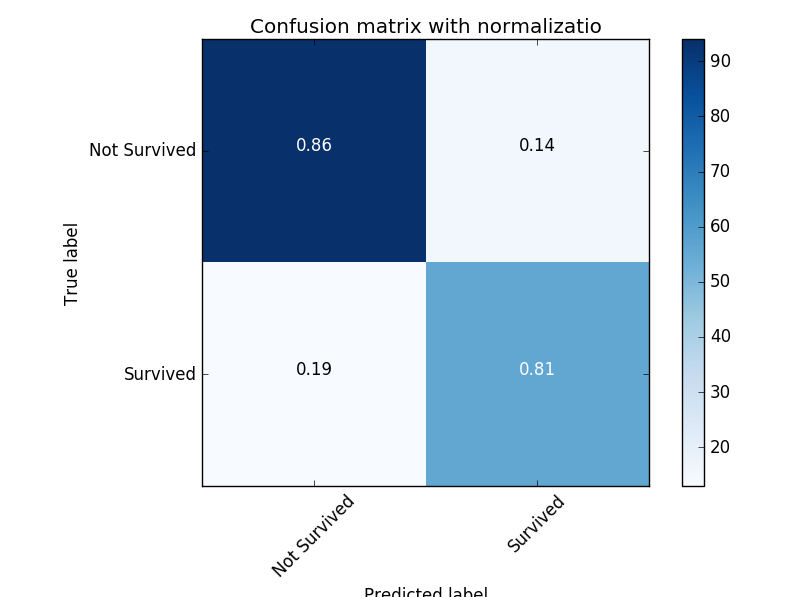 Confusion matrix with normalizatio
90
80
70
60
50
40
30
20
Not Survived
0.86
0.14
True label
Survived
0.19
0.81
Not Survived
Survived
Predicted label